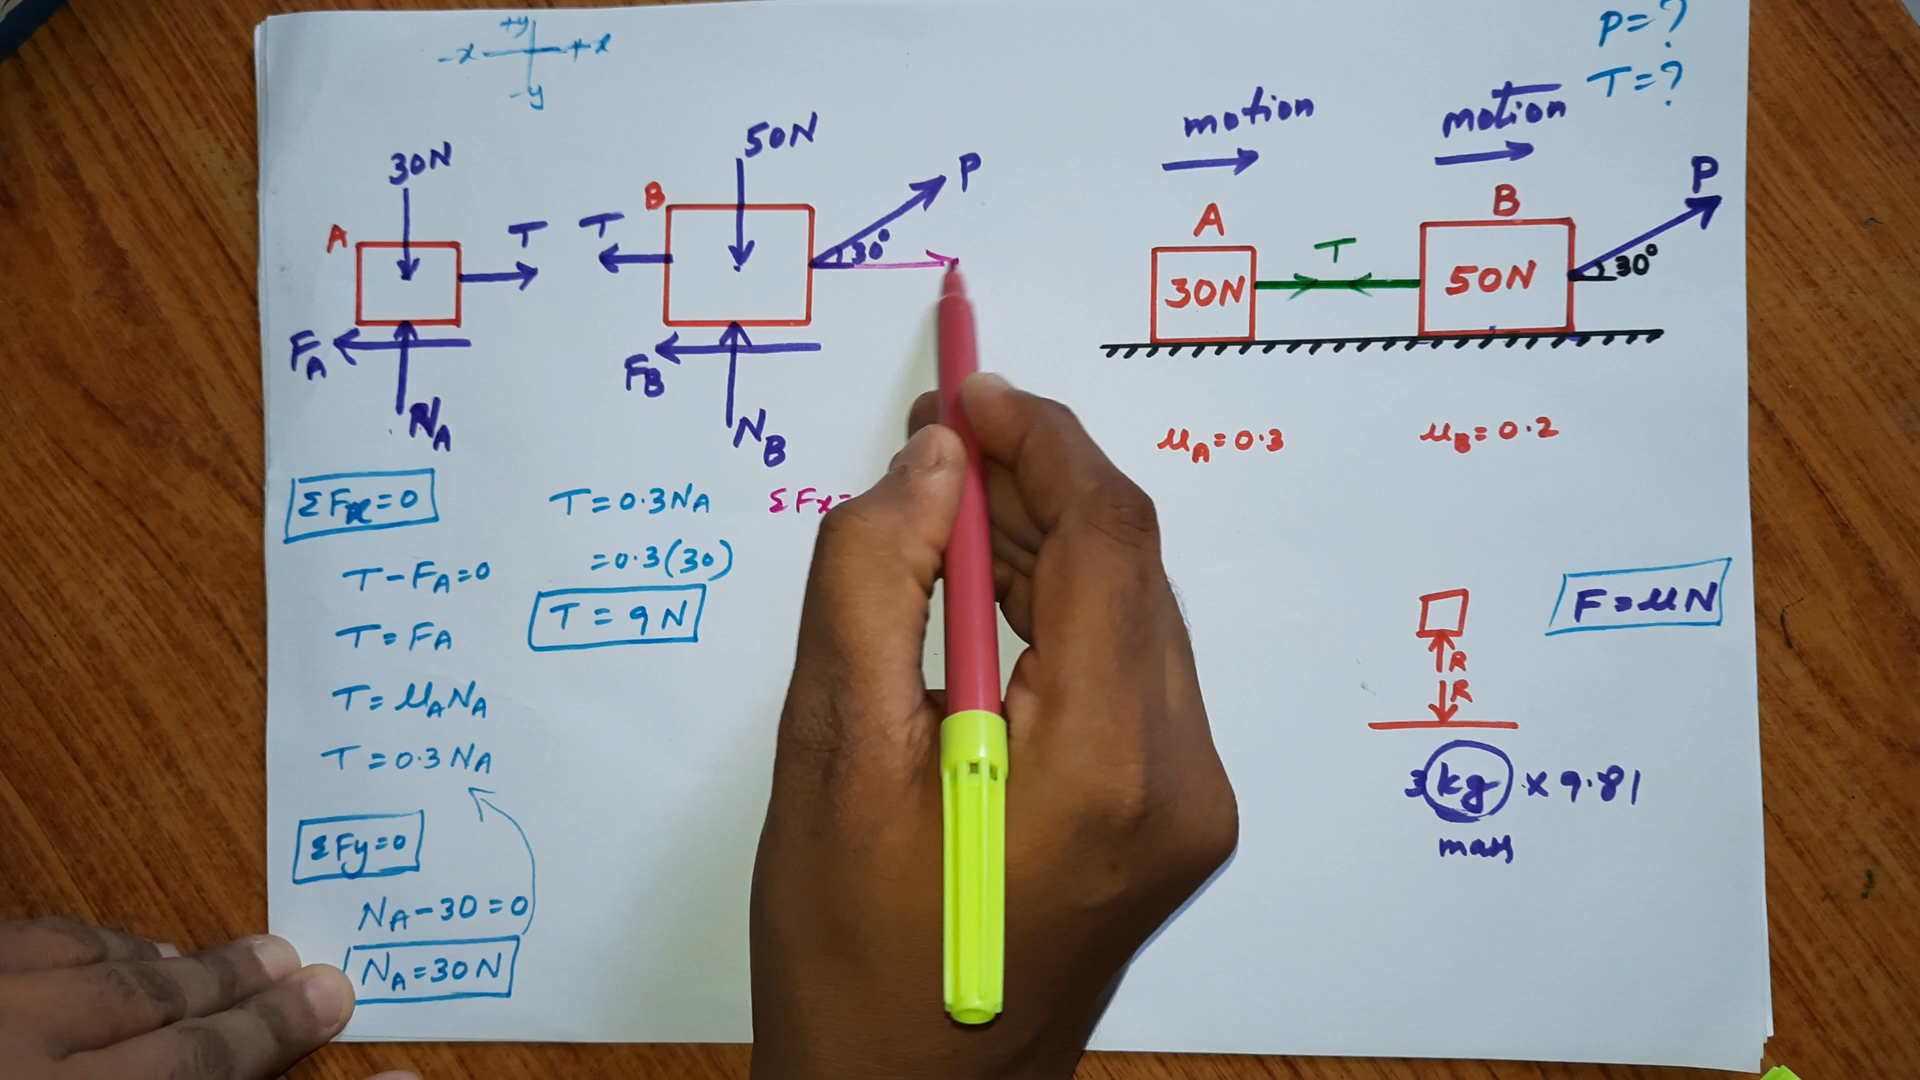 +y
-x +x
-y
30N
A
T
FA
NA
50N
B
T
P
30°
FB
NB
P=?
T=?
motion
motion
A
B
P
30N
T
50N
30°
μA=0.3
μB=0.2
ΣFx=0
T-FA=0
T=FA
T=μANA
T=0.3NA
ΣFy=0
NA-30=0
NA=30N
T=0.3NA
=0.3(30)
T=9N
ΣFx=
R
R
F=μN
3kg×9.81
mass